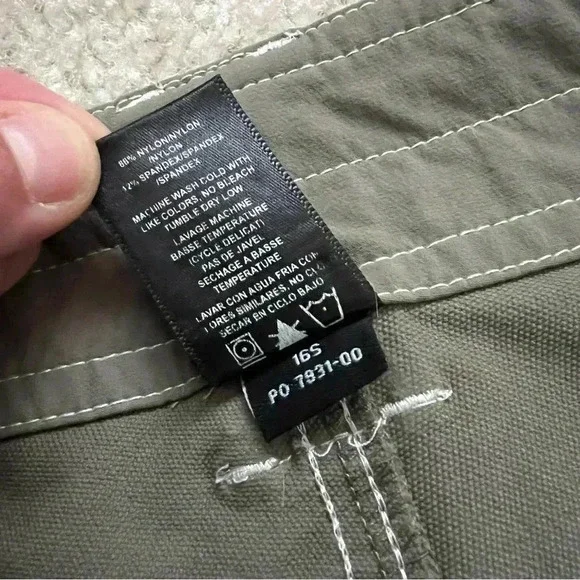 88% NYLON/NYLON
/NYLON
12% SPANDEX/SPANDEX
/SPANDEX
MACHINE WASH COLD WITH
LIKE COLORS. NO BLEACH
TUMBLE DRY LOW
LAVAGE MACHINE
BASSE TEMPERATURE
(CYCLE DELICAT)
PAS DE JAVEL
SECHAGE A BASSE
TEMPERATURE
LAVAR CON AGUA FRIA CON
LORES SIMILARES, NO CLO
SECAR EN CICLO BAJO
16S
PO 7931-00